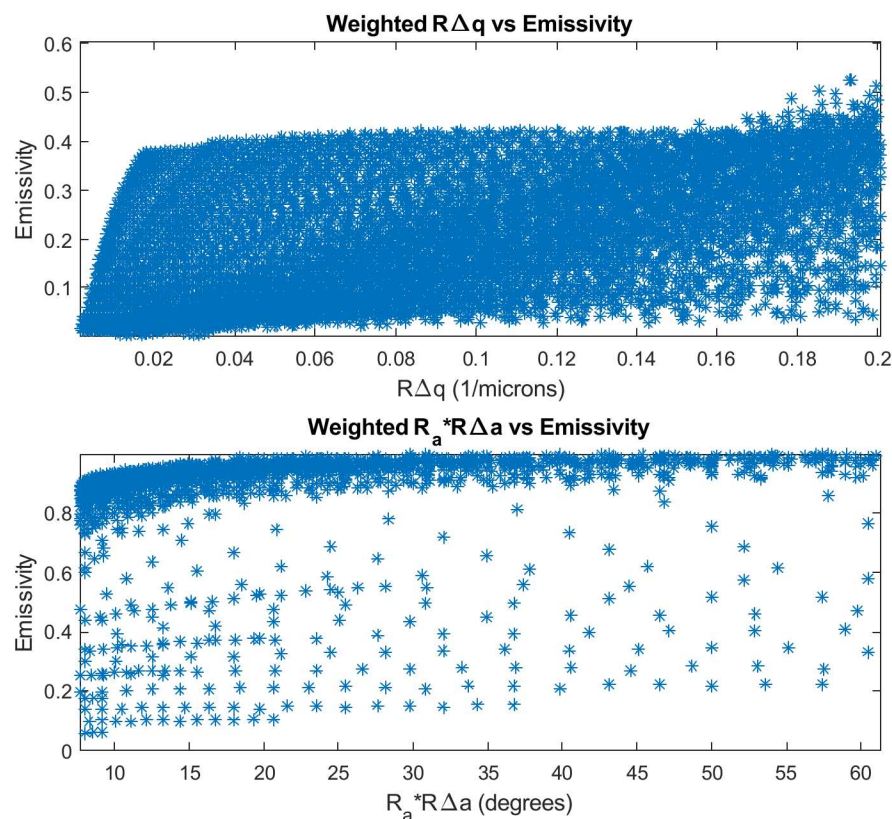 Weighted RΔq vs Emissivity
0.6
0.5
0.4
0.3
0.2
0.1
Emissivity
0.02 0.04 0.06 0.08 0.1 0.12 0.14 0.16 0.18 0.2
RΔq (1/microns)
Weighted R_a*RΔa vs Emissivity
0.8
0.6
0.4
0.2
0
Emissivity
10 15 20 25 30 35 40 45 50 55 60
R_a*RΔa (degrees)